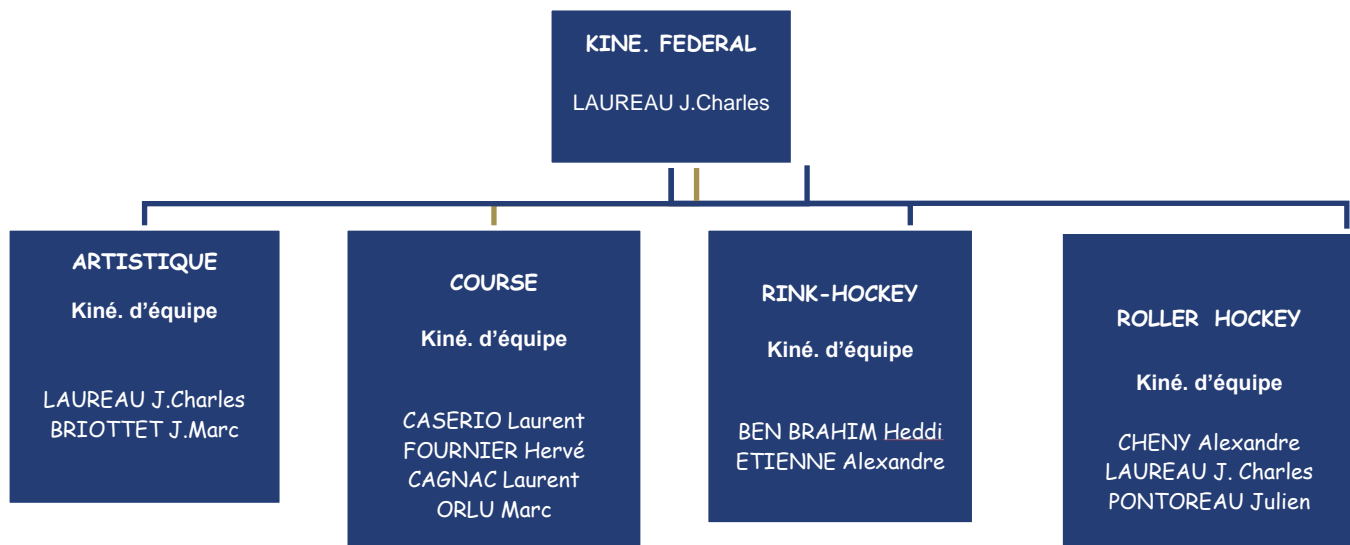 KINE. FEDERAL
LAUREAU J.Charles
ARTISTIQUE
Kiné. d'équipe
LAUREAU J.Charles
BRIOTTET J.Marc
COURSE
Kiné. d'équipe
CASERIO Laurent
FOURNIER Hervé
CAGNAC Laurent
ORLU Marc
RINK-HOCKEY
Kiné. d'équipe
BEN BRAHIM Heddi
ETIENNE Alexandre
ROLLER HOCKEY
Kiné. d'équipe
CHENY Alexandre
LAUREAU J. Charles
PONTOREAU Julien